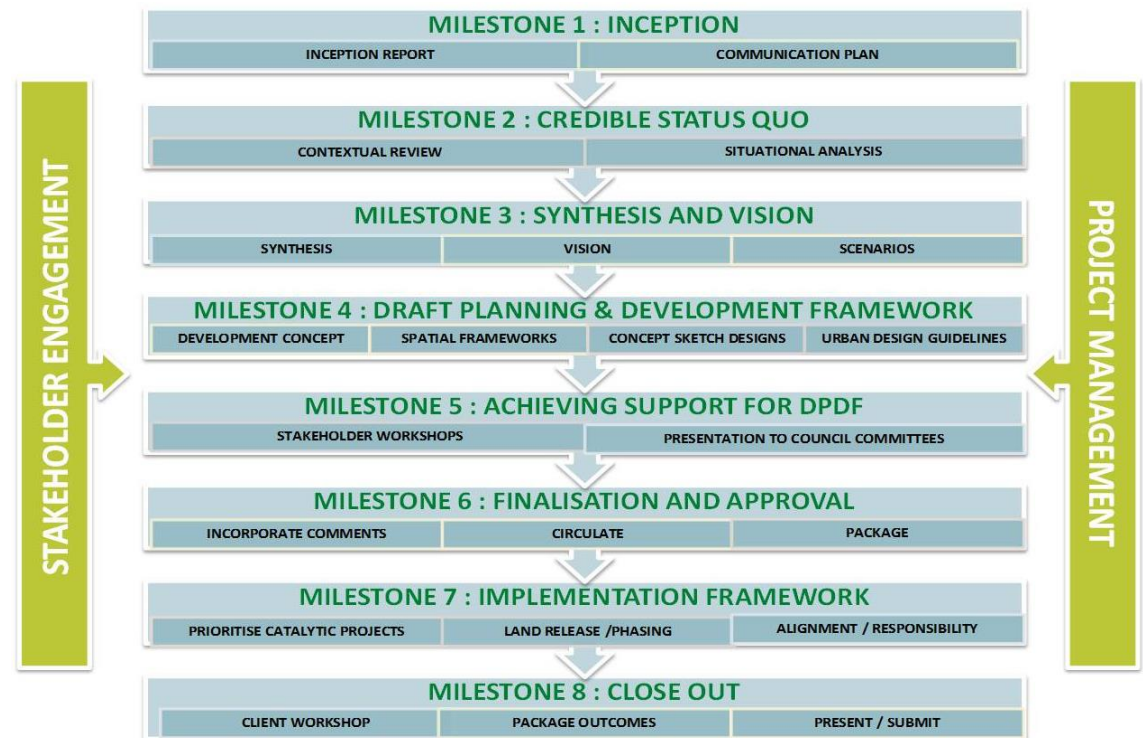 MILESTONE 1 : INCEPTION
INCEPTION REPORT
COMMUNICATION PLAN
MILESTONE 2 : CREDIBLE STATUS QUO
CONTEXTUAL REVIEW
SITUATIONAL ANALYSIS
MILESTONE 3 : SYNTHESIS AND VISION
SYNTHESIS
VISION
SCENARIOS
MILESTONE 4 : DRAFT PLANNING & DEVELOPMENT FRAMEWORK
DEVELOPMENT CONCEPT
SPATIAL FRAMEWORKS
CONCEPT SKETCH DESIGNS
URBAN DESIGN GUIDELINES
MILESTONE 5 : ACHIEVING SUPPORT FOR DPDF
STAKEHOLDER WORKSHOPS
PRESENTATION TO COUNCIL COMMITTEES
MILESTONE 6 : FINALISATION AND APPROVAL
INCORPORATE COMMENTS
CIRCULATE
PACKAGE
MILESTONE 7 : IMPLEMENTATION FRAMEWORK
PRIORITISE CATALYTIC PROJECTS
LAND RELEASE /PHASING
ALIGNMENT / RESPONSIBILITY
MILESTONE 8 : CLOSE OUT
CLIENT WORKSHOP
PACKAGE OUTCOMES
PRESENT / SUBMIT
STAKEHOLDER ENGAGEMENT
PROJECT MANAGEMENT